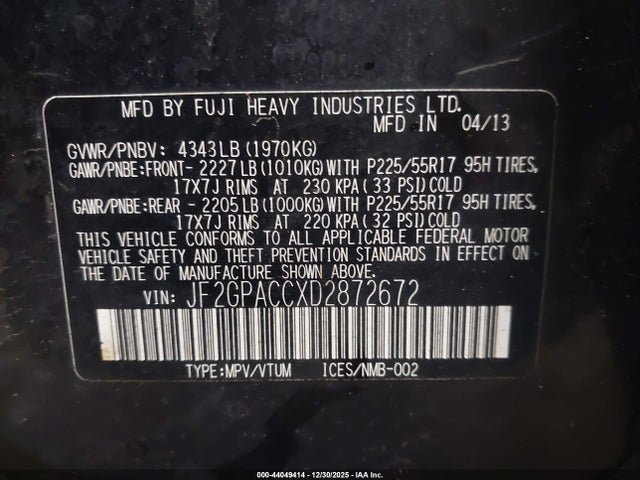 MFD BY FUJI HEAVY INDUSTRIES LTD.
MFD IN 04/13
GVWR/PNBV: 4343LB (1970KG)
GAWR/PNBE:FRONT- 2227LB (1010KG) WITH P225/55R17 95H TIRES,
17X7J RIMS AT 230 KPA (33 PSI) COLD
GAWR/PNBE:REAR - 2205LB (1000KG) WITH P225/55R17 95H TIRES,
17X7J RIMS AT 220 KPA (32 PSI) COLD
THIS VEHICLE CONFORMS TO ALL APPLICABLE FEDERAL MOTOR
VEHICLE SAFETY AND THEFT PREVENTION STANDARDS IN EFFECT ON
THE DATE OF MANUFACTURE SHOWN ABOVE.
VIN: JF2GPACCXD2872672
TYPE:MPV/VTUM ICES/NMB-002
000-44049414 - 12/30/2025 - IAA Inc.